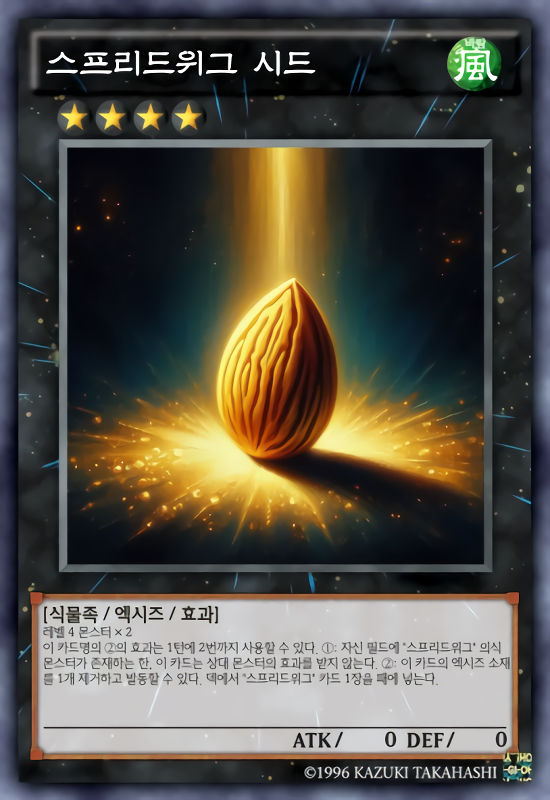 스프리드위그 시드
바람
風
[식물족 / 엑시즈 / 효과]
레벨 4 몬스터 × 2
이 카드명의 ②의 효과는 1턴에 2번까지 사용할 수 있다. ①: 자신 필드에 "스프리드위그" 의식
몬스터가 존재하는 한, 이 카드는 상대 몬스터의 효과를 받지 않는다. ②: 이 카드의 엑시즈 소재
를 1개 제거하고 발동할 수 있다. 덱에서 "스프리드위그" 카드 1장을 패에 넣는다.
ATK / 0 DEF / 0
©1996 KAZUKI TAKAHASHI